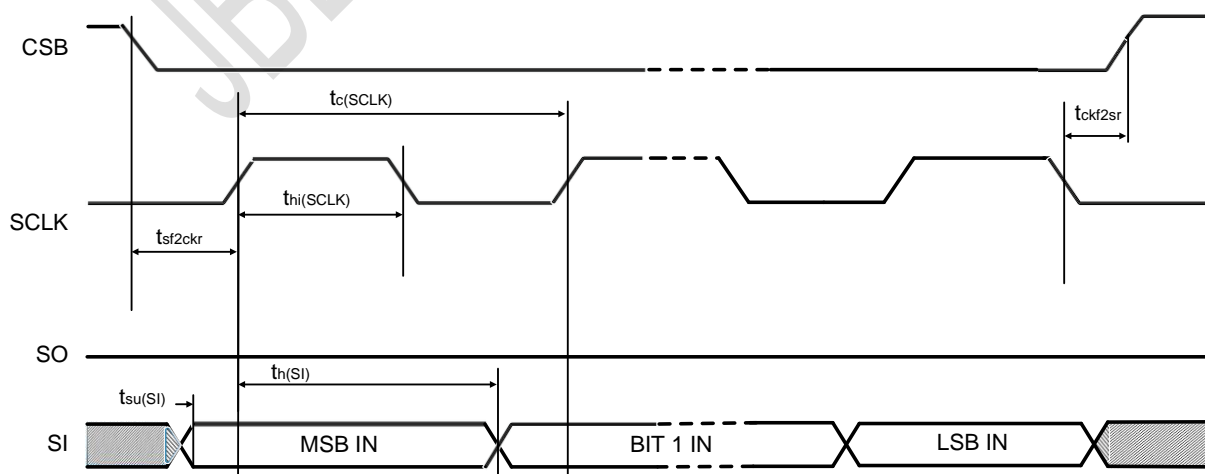 CSB
tc(SCLK)
tckf2sr
SCLK
thi(SCLK)
tsf2ckr
SO
th(SI)
tsu(SI)
SI
MSB IN
BIT 1 IN
LSB IN